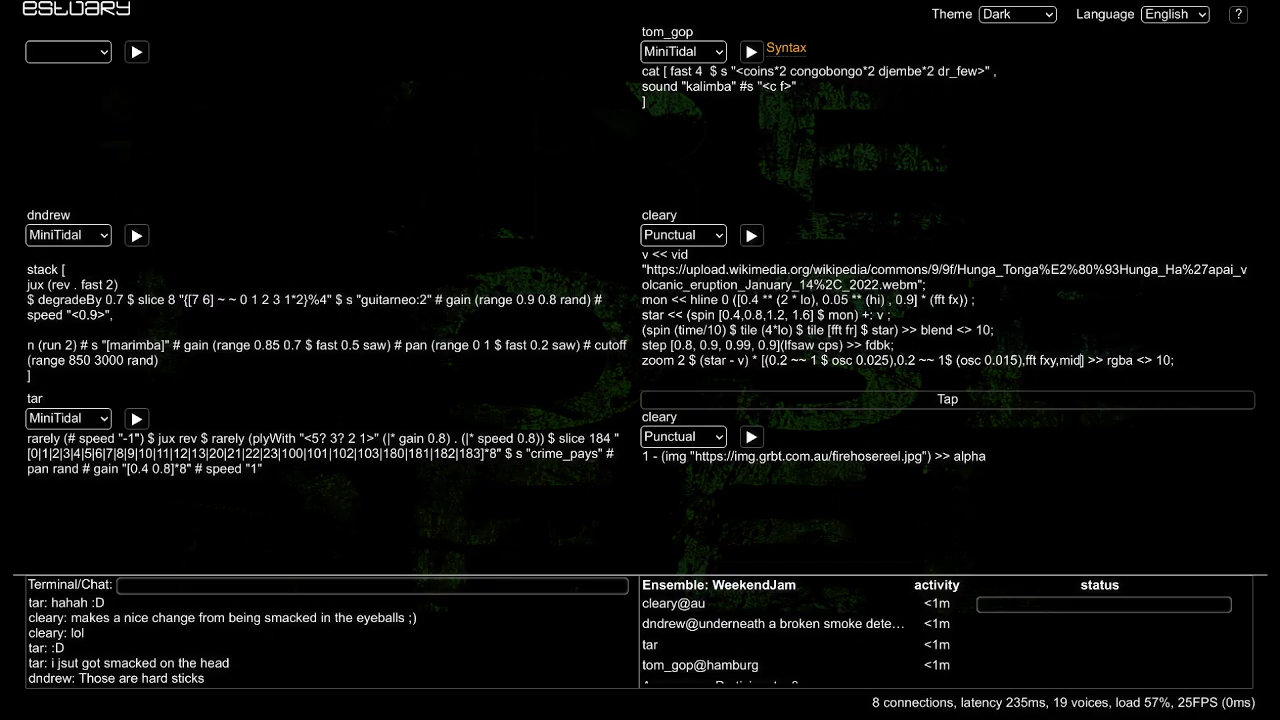 estuary
Theme Dark Language English ?
tom_gop
MiniTidal Syntax
cat [ fast 4 $ s "<coins*2 congobongo*2 djembe*2 dr_few>" ,
sound "kalimba" #s "<c f>"
]
dndrew
MiniTidal
stack [
jux (rev . fast 2)
$ degradeBy 0.7 $ slice 8 "{[7 6] ~ ~ 0 1 2 3 1*2}%4" $ s "guitarneo:2" # gain (range 0.9 0.8 rand) #
speed "<0.9>",
n (run 2) # s "[marimba]" # gain (range 0.85 0.7 $ fast 0.5 saw) # pan (range 0 1 $ fast 0.2 saw) # cutoff
(range 850 3000 rand)
]
cleary
Punctual
v << vid
"https://upload.wikimedia.org/wikipedia/commons/9/9f/Hunga_Tonga%E2%80%93Hunga_Ha%27apai_v
olcanic_eruption_January_14%2C_2022.webm";
mon << hline 0 ([0.4 ** (2 * lo), 0.05 ** (hi) , 0.9] * (fft fx)) ;
star << (spin [0.4,0.8,1.2, 1.6] $ mon) +: v ;
(spin (time/10) $ tile (4*lo) $ tile [fft fr] $ star) >> blend <> 10;
step [0.8, 0.9, 0.99, 0.9](lfsaw cps) >> fdbk;
zoom 2 $ (star - v) * [(0.2 ~~ 1 $ osc 0.025),0.2 ~~ 1$ (osc 0.015),fft fxy,mid] >> rgba <> 10;
Tap
tar
MiniTidal
rarely (# speed "-1") $ jux rev $ rarely (plyWith "<5? 3? 2 1>" (|* gain 0.8) . (|* speed 0.8)) $ slice 184 "
[0|1|2|3|4|5|6|7|8|9|10|11|12|13|20|21|22|23|100|101|102|103|180|181|182|183]*8" $ s "crime_pays" #
pan rand # gain "[0.4 0.8]*8" # speed "1"
cleary
Punctual
1 - (img "https://img.grbt.com.au/firehosereel.jpg") >> alpha
Terminal/Chat:
tar: hahah :D
cleary: makes a nice change from being smacked in the eyeballs ;)
cleary: lol
tar: :D
tar: i jsut got smacked on the head
dndrew: Those are hard sticks
Ensemble: WeekendJam activity status
cleary@au <1m
dndrew@underneath a broken smoke dete… <1m
tar <1m
tom_gop@hamburg <1m
8 connections, latency 235ms, 19 voices, load 57%, 25FPS (0ms)